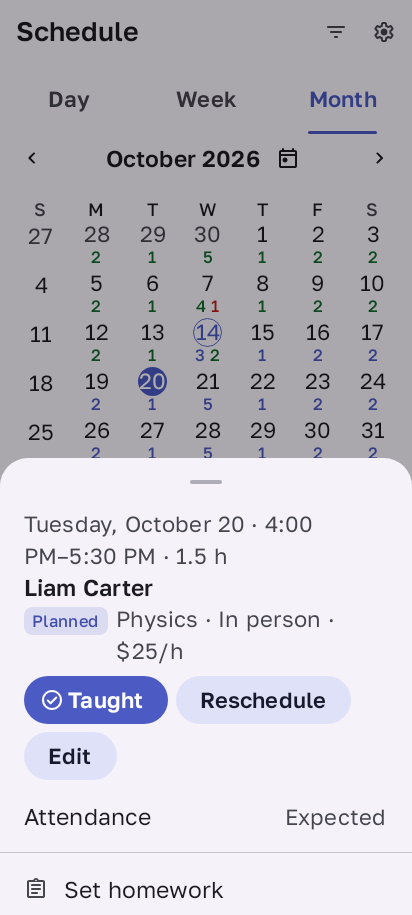 Schedule
Day Week Month
October 2026
S M T W T F S
27 28 29 30 1 2 3
2 1 5 1 2 2
4 5 6 7 8 9 10
2 1 4 1 1 2 2
11 12 13 14 15 16 17
2 1 3 2 1 2 2
18 19 20 21 22 23 24
2 1 5 1 2 2
25 26 27 28 29 30 31
2 1 5 1 2 2
Tuesday, October 20 · 4:00
PM–5:30 PM · 1.5 h
Liam Carter
Planned Physics · In person ·
$25/h
Taught Reschedule
Edit
Attendance Expected
Set homework